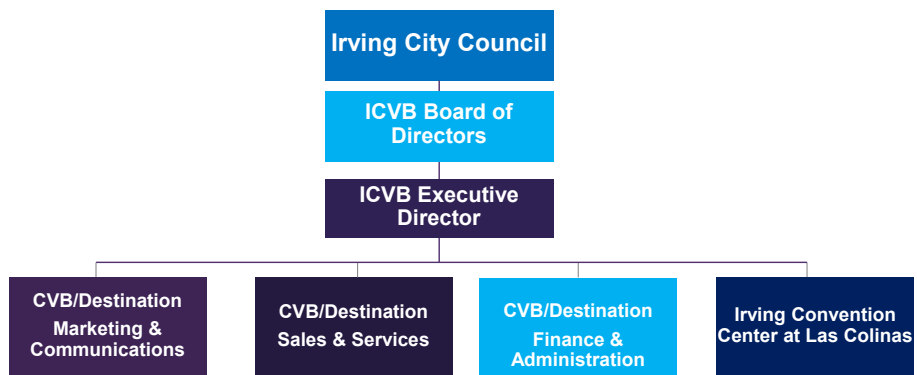 Irving City Council
ICVB Board of
Directors
ICVB Executive
Director
CVB/Destination
Marketing &
Communications
CVB/Destination
Sales & Services
CVB/Destination
Finance &
Administration
Irving Convention
Center at Las Colinas